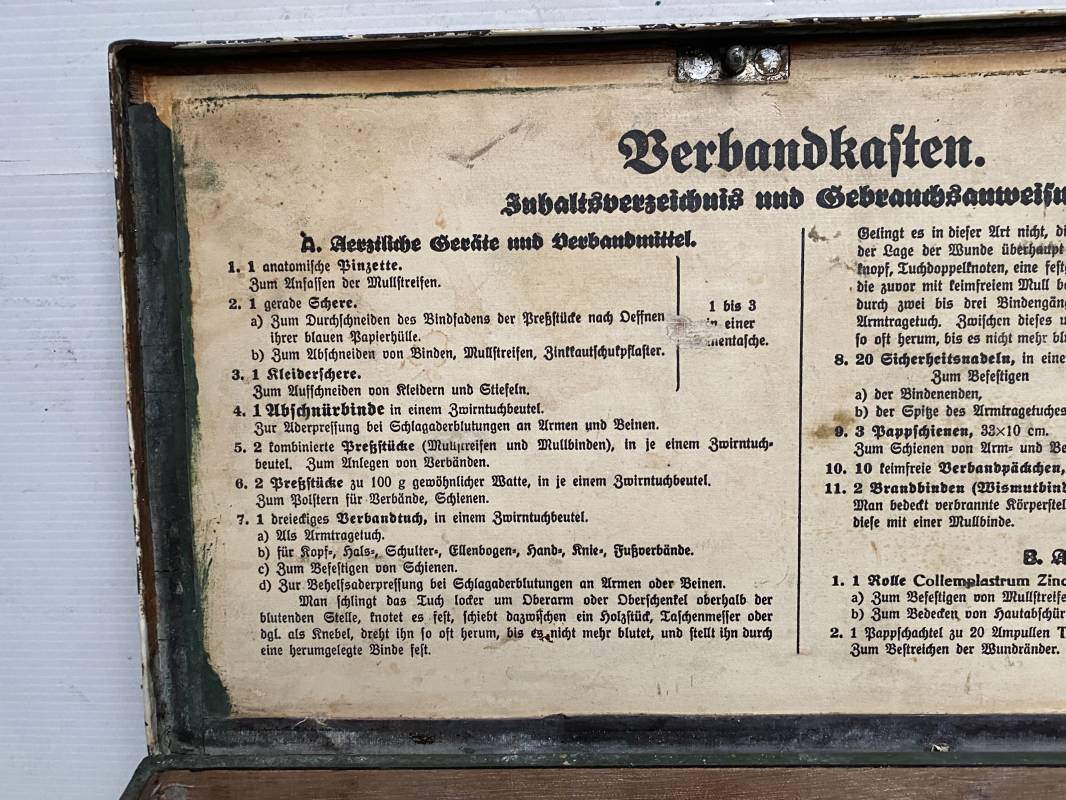 Verbandkasten.
Inhaltsverzeichnis und
A. Aerztliche Geräte und Verbandmittel.
1. 1 anatomische Pinzette.
Zum Anfassen der Mullstreifen.
2. 1 gerade Schere.
a) Zum Durchschneiden des Bindfadens der Preßstücke nach Oeffnen
ihrer blauen Papierhülle.
b) Zum Abschneiden von Binden, Mullstreifen, Zinkkautschukpflaster.
3. 1 Kleiderschere.
Zum Aufschneiden von Kleidern und Stiefeln.
1 bis 3
in einer
4. 1 Abschnürbinde in einem Zwirntuchbeutel.
Zur Aderpressung bei Schlagaderblutungen an Armen und Beinen.
5. 2 kombinierte Preßstücke (Mullstreifen und Mullbinden), in je einem Zwirntuch-
beutel. Zum Anlegen von Verbänden.
6. 2 Preßstücke zu 100 g gewöhnlicher Watte, in je einem Zwirntuchbeutel.
Zum Polstern für Verbände, Schienen.
7. 1 dreieckiges Verbandtuch, in einem Zwirntuchbeutel.
a) Als Armtragetuch.
b) für Kopf-, Hals-, Schulter-, Ellenbogen-, Hand-, Knie-, Fußverbände.
c) Zum Befestigen von Schienen.
d) Zur Behelfsaderpressung bei Schlagaderblutungen an Armen oder Beinen.
Man schlingt das Tuch locker um Oberarm oder Oberschenkel oberhalb der
blutenden Stelle, knotet es fest, schiebt dazwischen ein Holzstück, Taschenmesser oder
dgl. als Knebel, dreht ihn so oft herum, bis es nicht mehr blutet, und stellt ihn durch
eine herumgelegte Binde fest.
Gelingt es in dieser Art nicht,
der Lage der Wunde überhaupt
knopf, Tuchdoppelknoten, eine
die zuvor mit keimfreiem Mull
durch zwei bis drei
Armtragetuch. Zwischen dieses
so oft herum, bis es nicht mehr
8. 20 Sicherheitsnadeln, in
Zum Befestigen
a) der Bindenenden,
b) der Spitze des Armtragetuches
9. 3 Pappschienen, 33×10 cm.
Zum Schienen von Arm- und
10. 10 keimfreie Verbandpäckchen,
11. 2 Brandbinden
Man bedeckt verbrannte
diese mit einer Mullbinde.
B.
1. 1 Rolle Collemplastrum
a) Zum Befestigen von
b) Zum Bedecken von
2. 1 Pappschachtel zu 20 Ampullen
Zum Bestreichen der Wundränder.